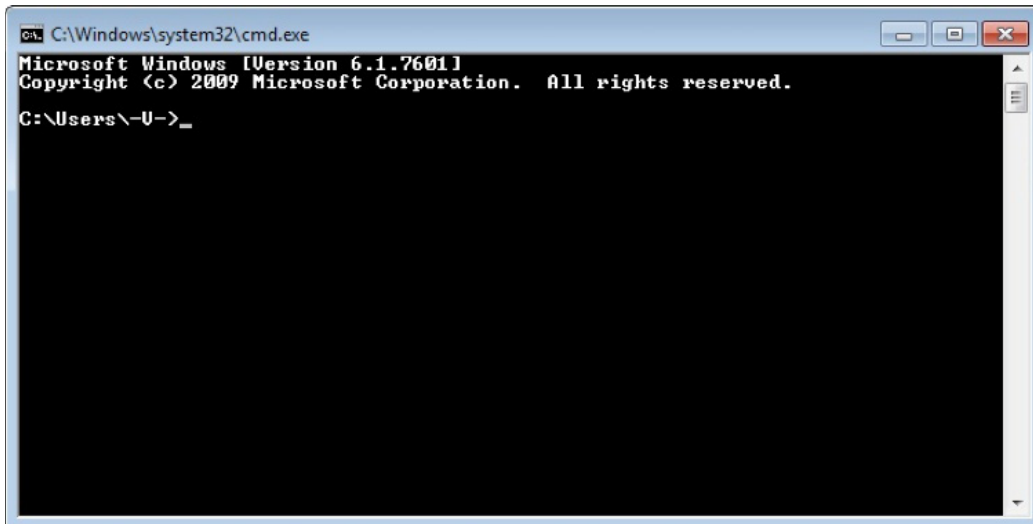 C:\Windows\system32\cmd.exe
Microsoft Windows [Version 6.1.7601]
Copyright (c) 2009 Microsoft Corporation.  All rights reserved.
C:\Users\-V->_